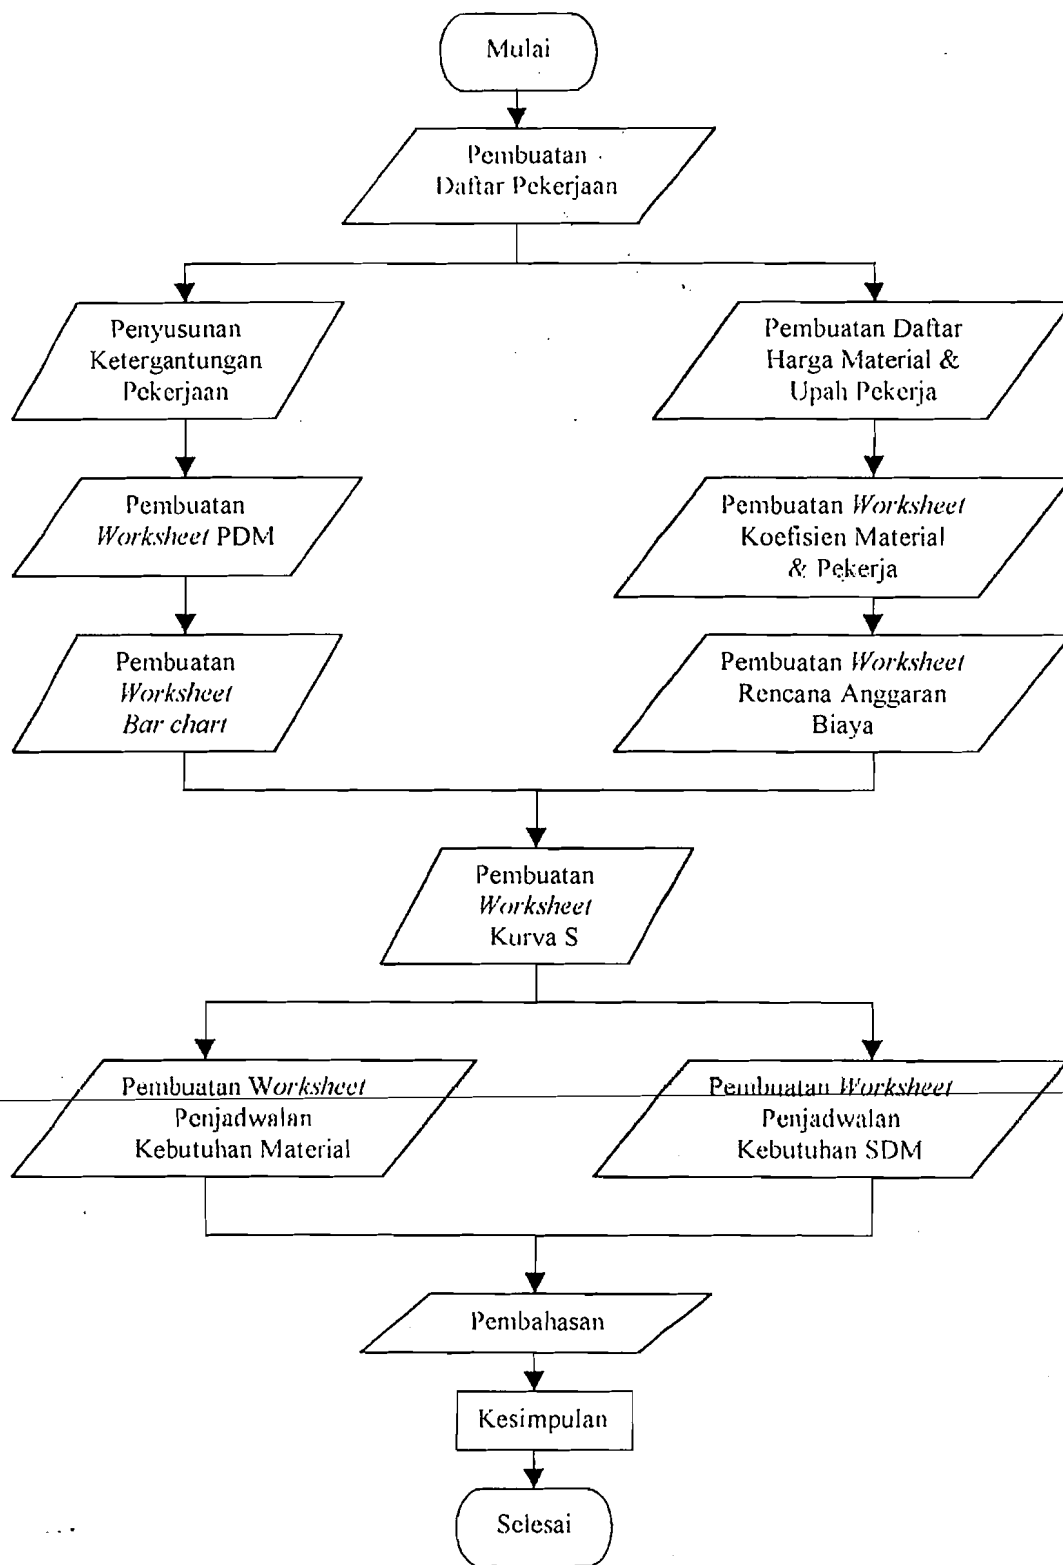 Mulai
Pembuatan
Daftar Pekerjaan
Penyusunan
Ketergantungan
Pekerjaan
Pembuatan Daftar
Harga Material &
Upah Pekerja
Pembuatan
Worksheet PDM
Pembuatan Worksheet
Koefisien Material
& Pekerja
Pembuatan
Worksheet
Bar chart
Pembuatan Worksheet
Rencana Anggaran
Biaya
Pembuatan
Worksheet
Kurva S
Pembuatan Worksheet
Penjadwalan
Kebutuhan Material
Pembuatan Worksheet
Penjadwalan
Kebutuhan SDM
Pembahasan
Kesimpulan
Selesai